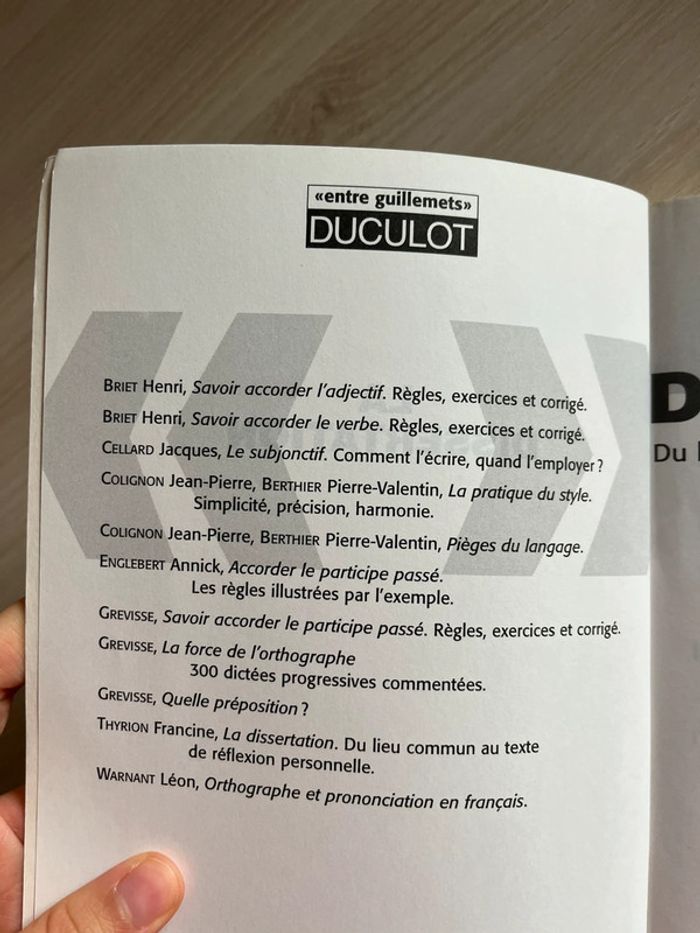 «entre guillemets»
DUCULOT
BRIET Henri, Savoir accorder l'adjectif. Règles, exercices et corrigé.
BRIET Henri, Savoir accorder le verbe. Règles, exercices et corrigé.
CELLARD Jacques, Le subjonctif. Comment l'écrire, quand l'employer ?
COLIGNON Jean-Pierre, BERTHIER Pierre-Valentin, La pratique du style.
Simplicité, précision, harmonie.
COLIGNON Jean-Pierre, BERTHIER Pierre-Valentin, Pièges du langage.
ENGLEBERT Annick, Accorder le participe passé.
Les règles illustrées par l'exemple.
GREVISSE, Savoir accorder le participe passé. Règles, exercices et corrigé.
GREVISSE, La force de l'orthographe
300 dictées progressives commentées.
GREVISSE, Quelle préposition ?
THYRION Francine, La dissertation. Du lieu commun au texte
de réflexion personnelle.
WARNANT Léon, Orthographe et prononciation en français.
Du